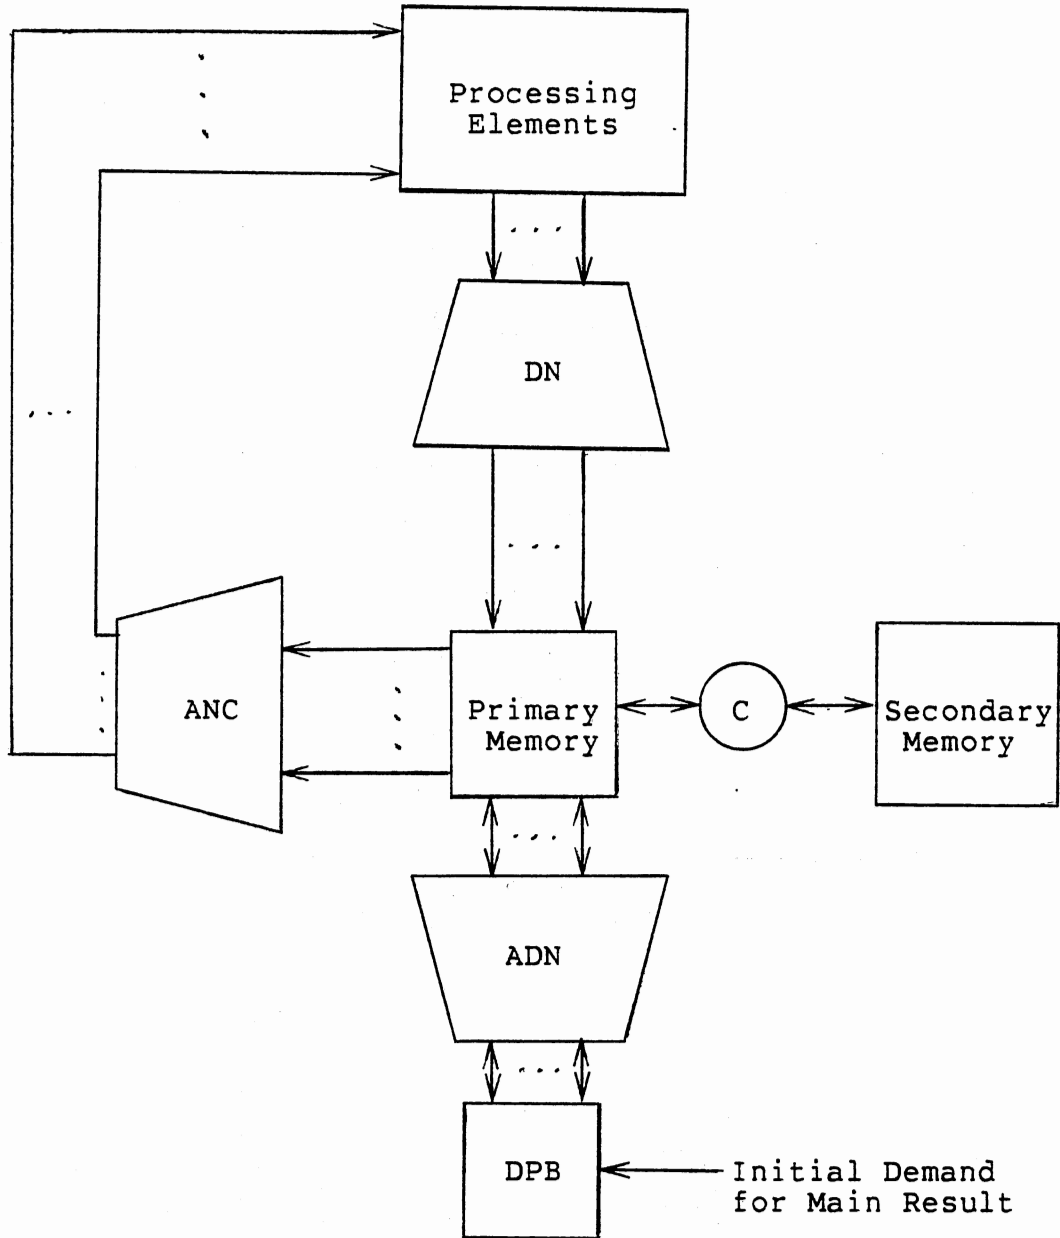 Processing
Elements
DN
ANC
Primary
Memory
C
Secondary
Memory
ADN
DPB
Initial Demand
for Main Result